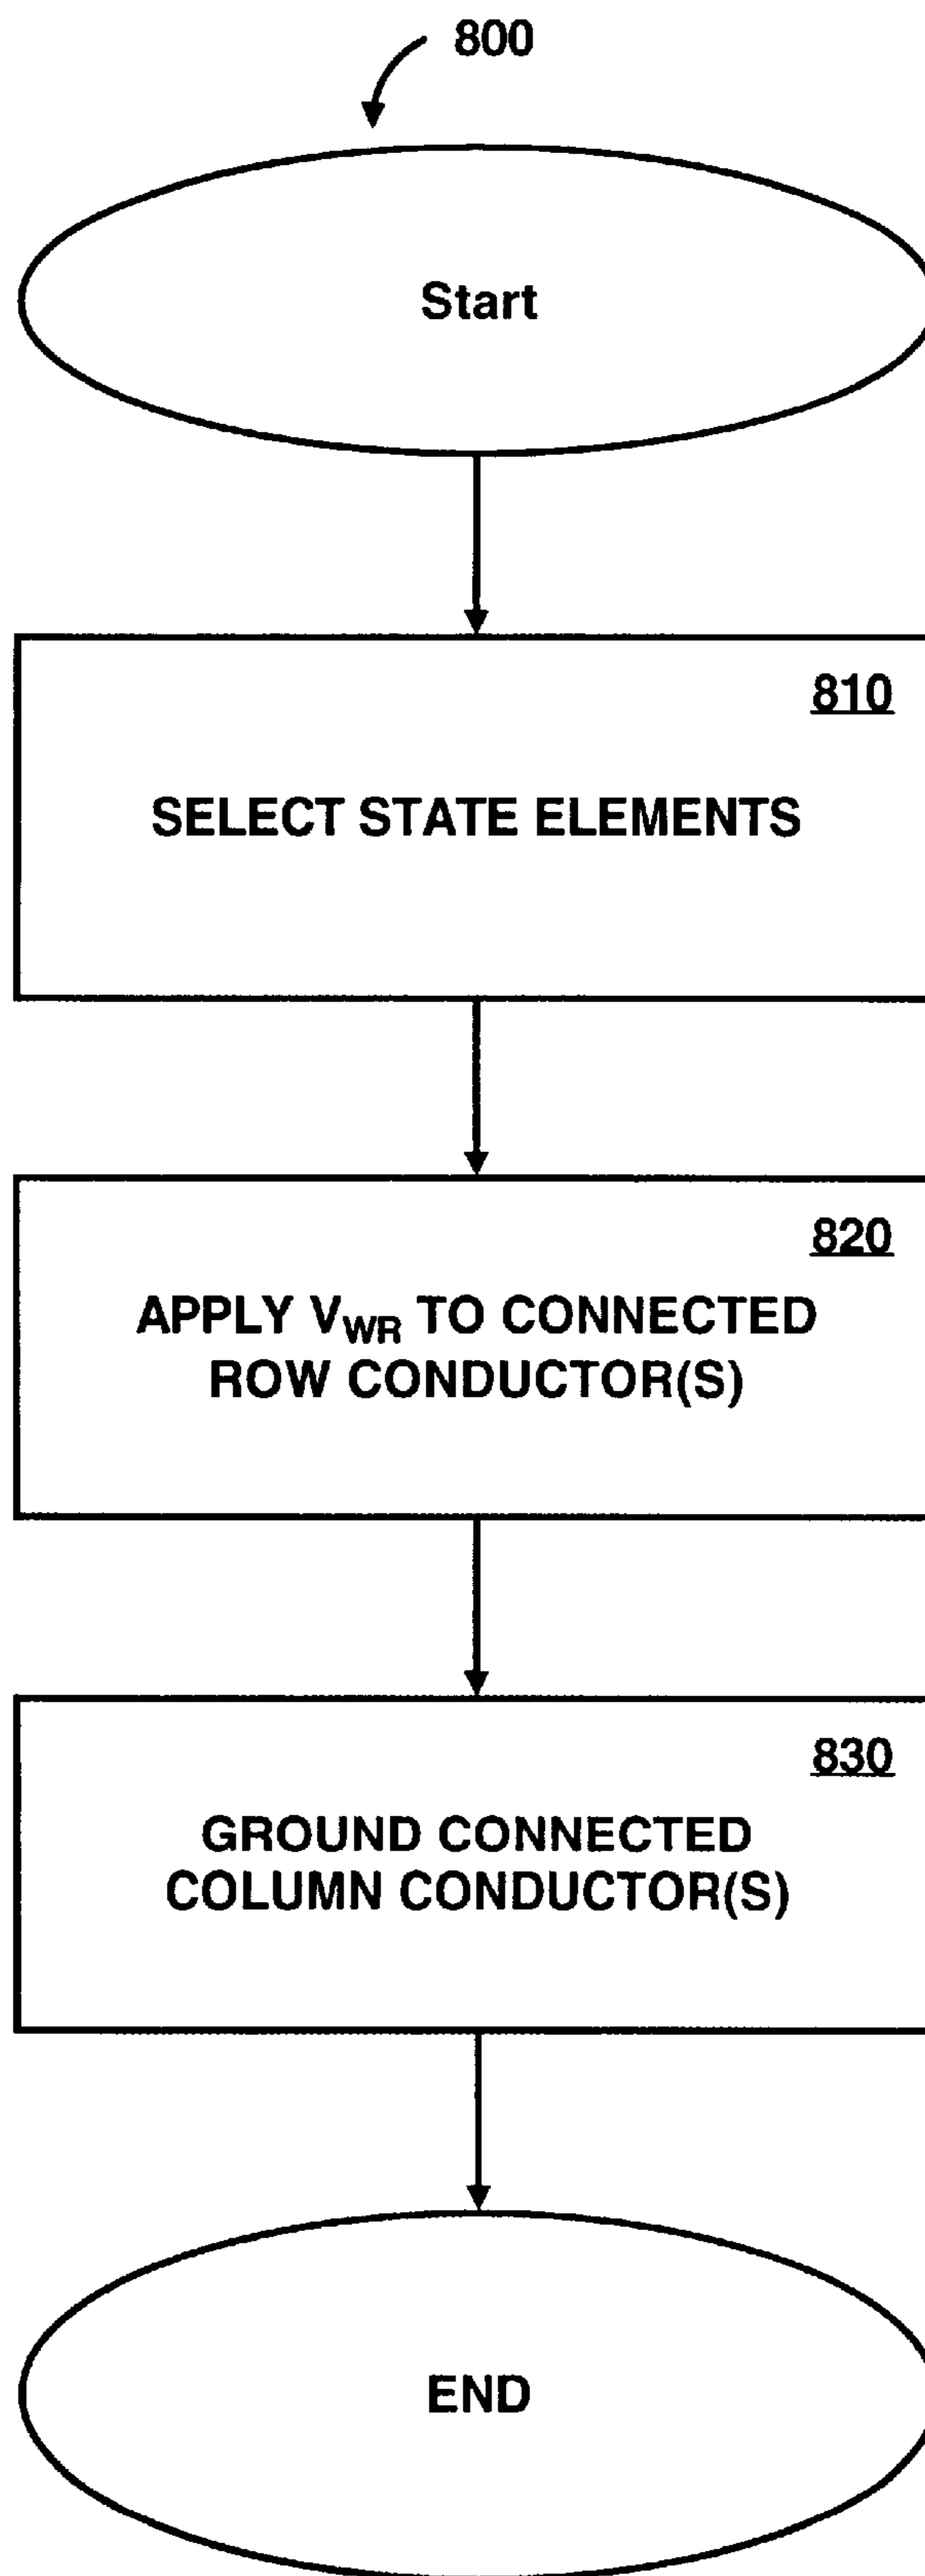 800
Start
810
SELECT STATE ELEMENTS
820
APPLY VWR TO CONNECTED
ROW CONDUCTOR(S)
830
GROUND CONNECTED
COLUMN CONDUCTOR(S)
END